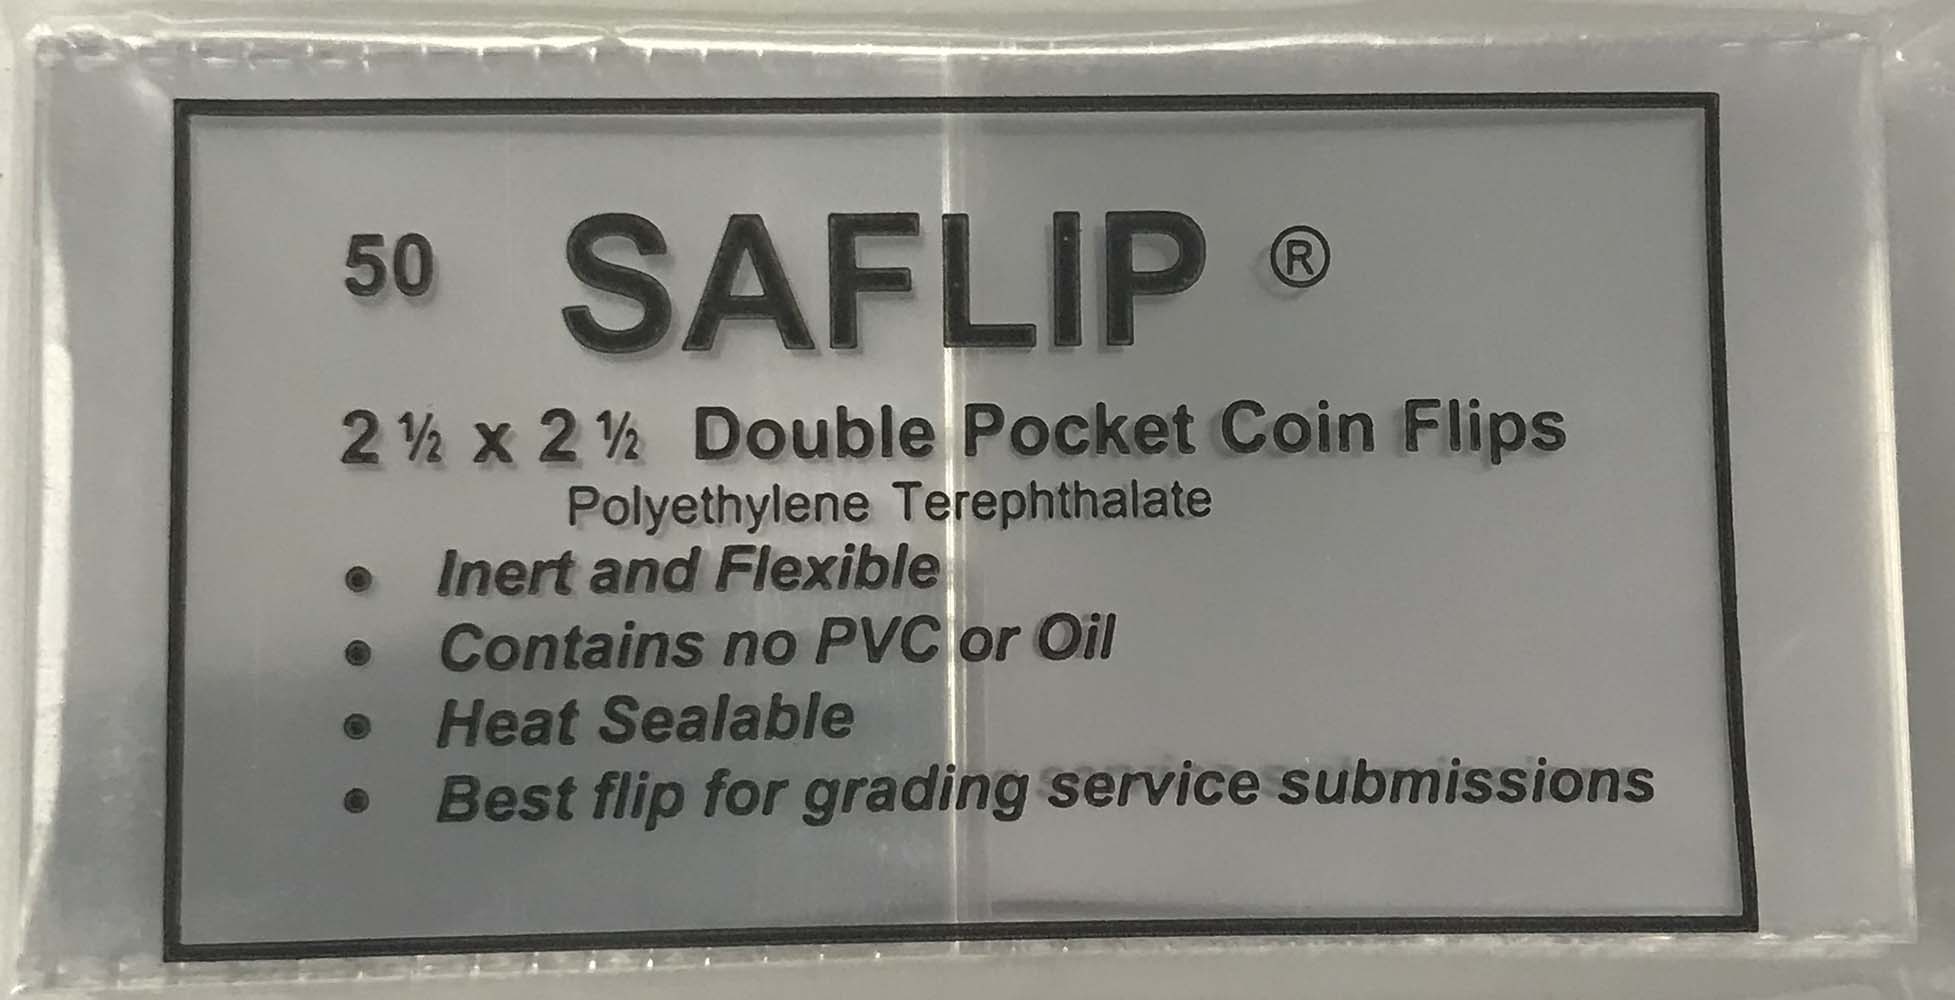 50 SAFLIP ®
2 ½ x 2 ½ Double Pocket Coin Flips
Polyethylene Terephthalate
• Inert and Flexible
• Contains no PVC or Oil
• Heat Sealable
• Best flip for grading service submissions